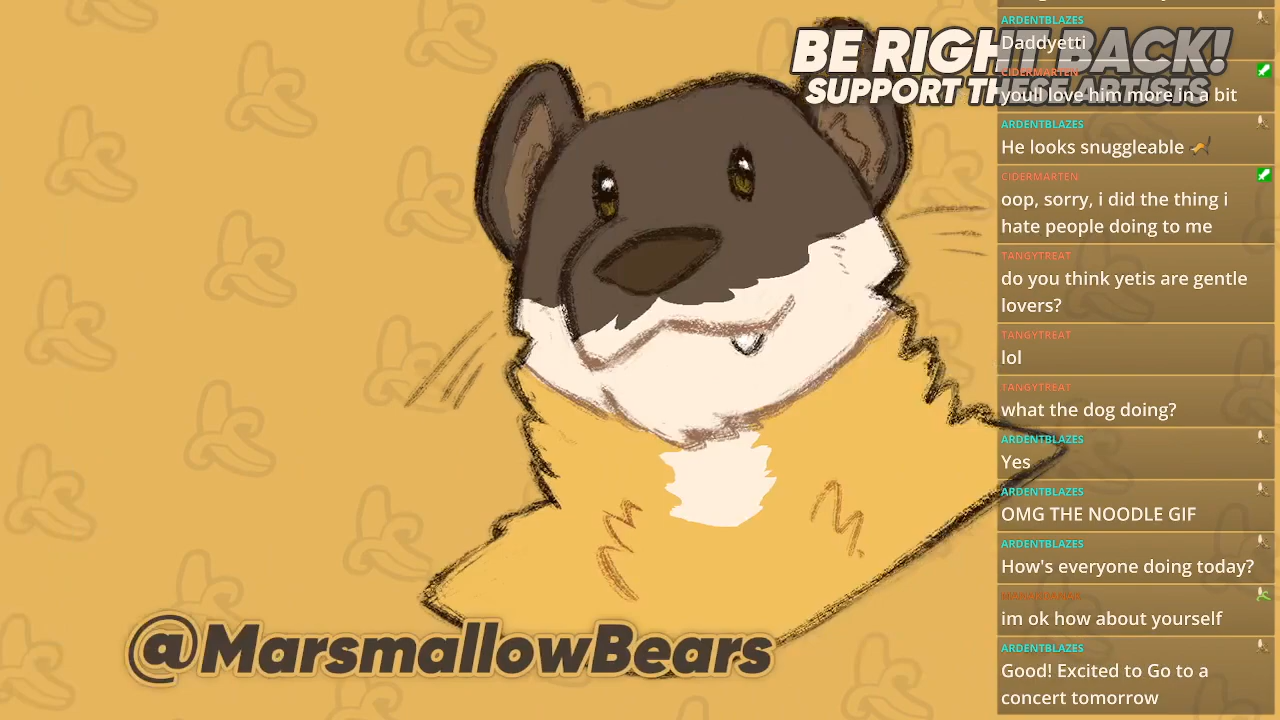 BE RIGHT BACK!
SUPPORT THESE ARTISTS
ARDENTBLAZES
Daddyetti
CIDERMARTEN
youll love him more in a bit
ARDENTBLAZES
He looks snuggleable
CIDERMARTEN
oop, sorry, i did the thing i
hate people doing to me
TANGYTREAT
do you think yetis are gentle
lovers?
TANGYTREAT
lol
TANGYTREAT
what the dog doing?
ARDENTBLAZES
Yes
ARDENTBLAZES
OMG THE NOODLE GIF
ARDENTBLAZES
How's everyone doing today?
im ok how about yourself
ARDENTBLAZES
Good! Excited to Go to a
concert tomorrow
@MarsmallowBears